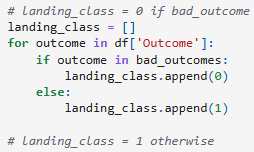 # landing_class = 0 if bad_outcome
landing_class = []
for outcome in df['Outcome']:
    if outcome in bad_outcomes:
        landing_class.append(0)
    else:
        landing_class.append(1)
# landing_class = 1 otherwise